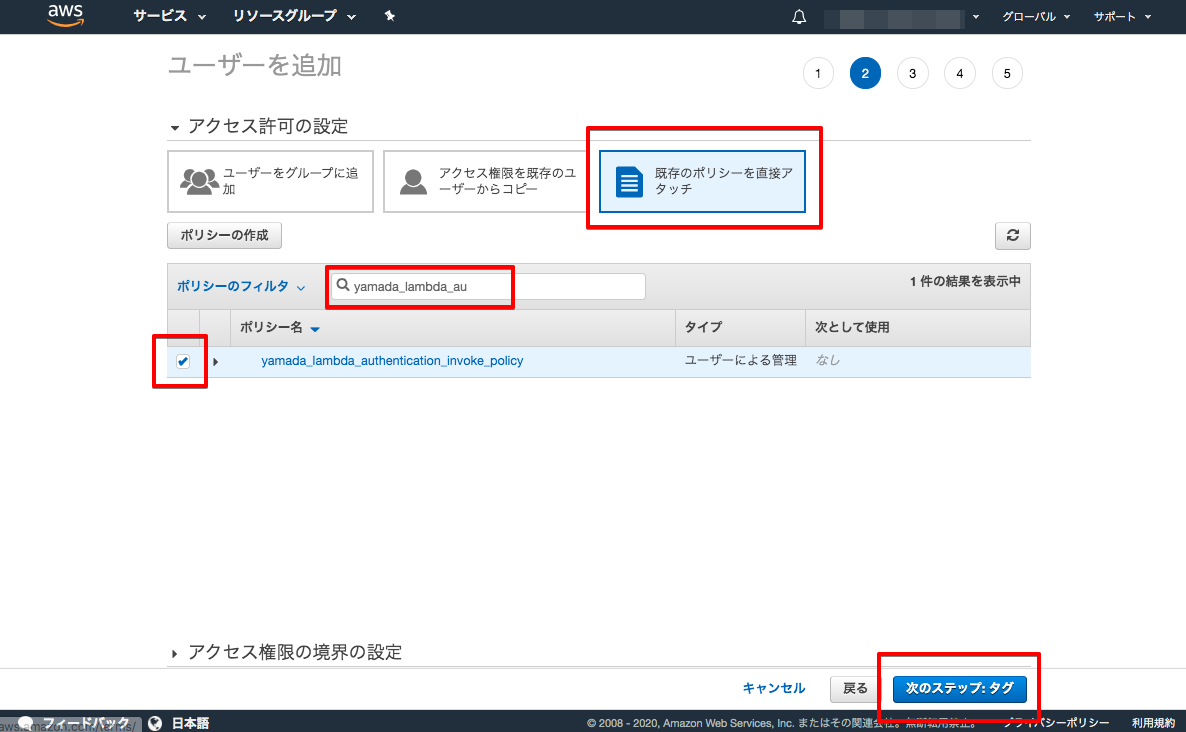 aws
サービス リソースグループ グローバル サポート
ユーザーを追加
1 2 3 4 5
アクセス許可の設定
ユーザーをグループに追
加
アクセス権限を既存のユ
ーザーからコピー
既存のポリシーを直接ア
タッチ
ポリシーの作成
ポリシーのフィルタ yamada_lambda_au 1 件の結果を表示中
ポリシー名 タイプ 次として使用
yamada_lambda_authentication_invoke_policy ユーザーによる管理 なし
アクセス権限の境界の設定
キャンセル 戻る 次のステップ: タグ
フィードバック 日本語 © 2008 - 2020, Amazon Web Services, Inc. またはその関連会社。無断転用禁止。 プライバシーポリシー 利用規約